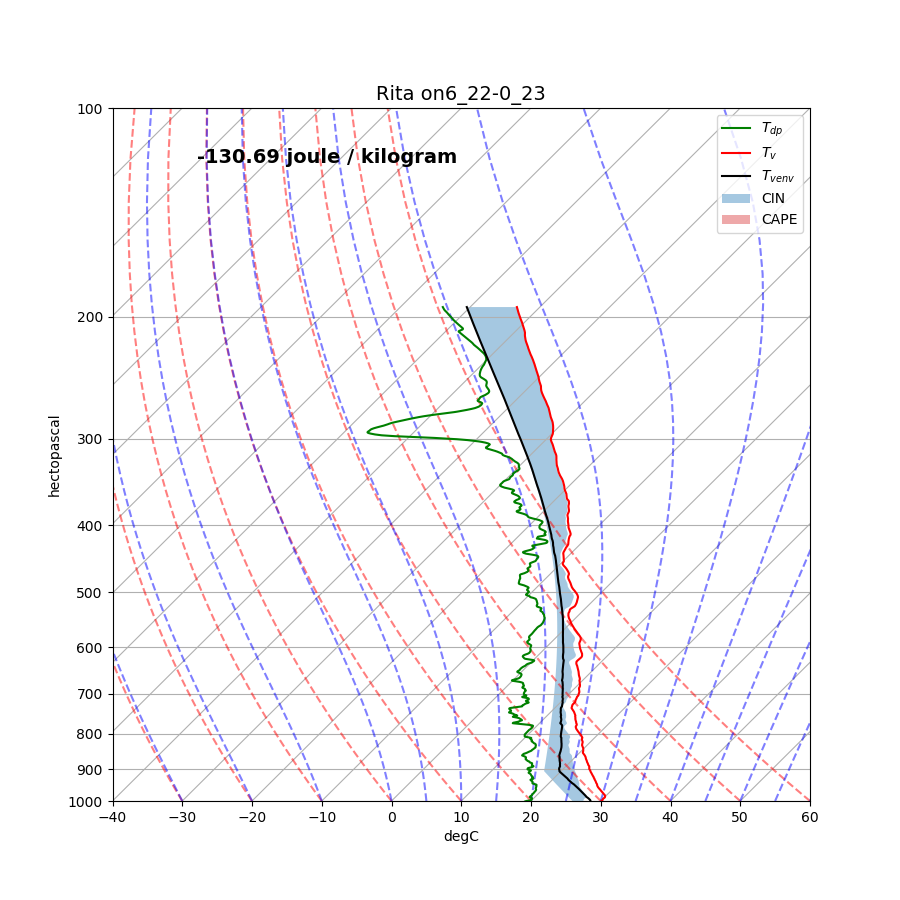 Rita on6_22-0_23
-130.69 joule / kilogram
T_dp
T_v
T_venv
CIN
CAPE
100
200
300
400
500
600
700
800
900
1000
hectopascal
−40 −30 −20 −10 0 10 20 30 40 50 60
degC